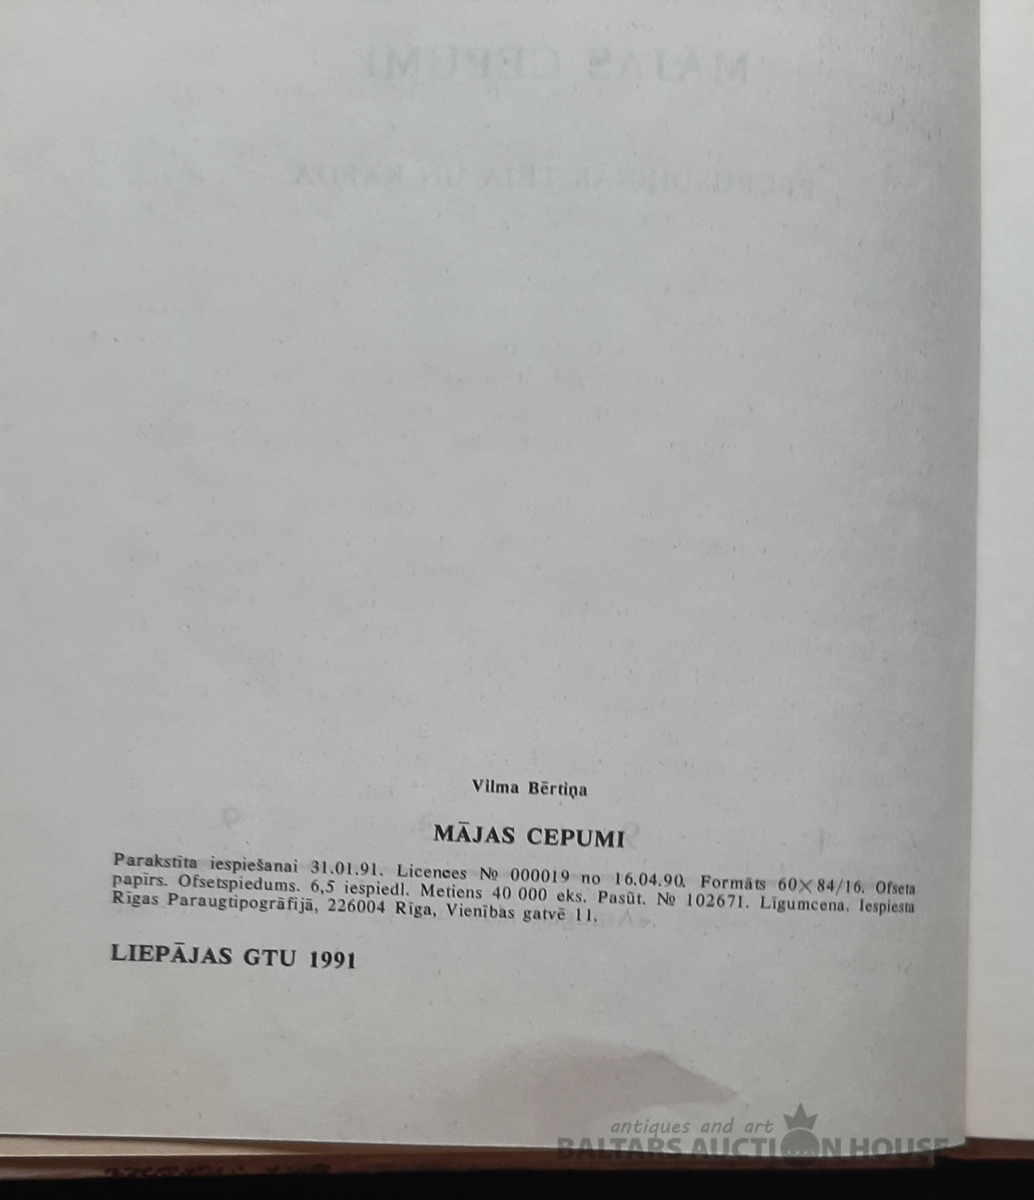 MĀJAS CEPUMI
Vilma Bērtiņa
MĀJAS CEPUMI
Parakstīta iespiešanai 31.01.91. Licences № 000019 no 16.04.90. Formāts 60×84/16. Ofseta
papīrs. Ofsetspiedums. 6,5 iespiedl. Metiens 40 000 eks. Pasūt. № 102671. Līgumcena. Iespiesta
Rīgas Paraugtipogrāfijā, 226004 Rīga, Vienības gatvē 11.
LIEPĀJAS GTU 1991
antiques and art
BALTARS AUCTION HOUSE